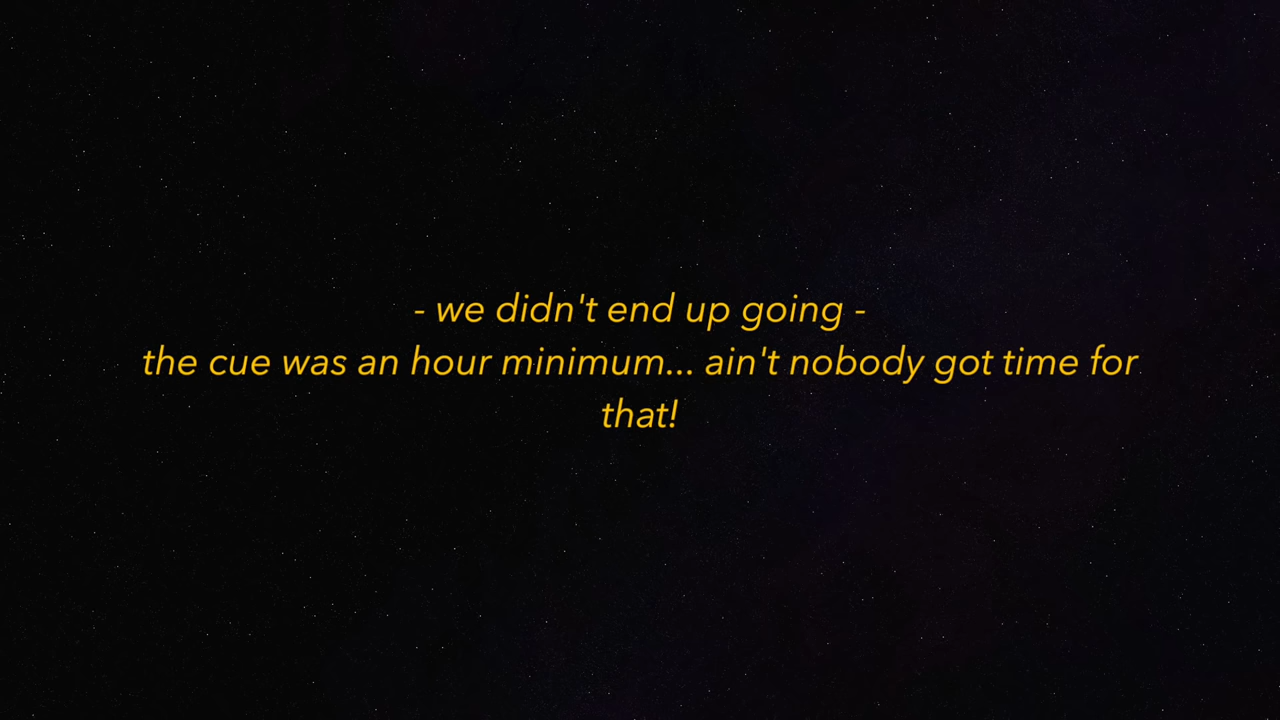 - we didn't end up going -
the cue was an hour minimum... ain't nobody got time for
that!